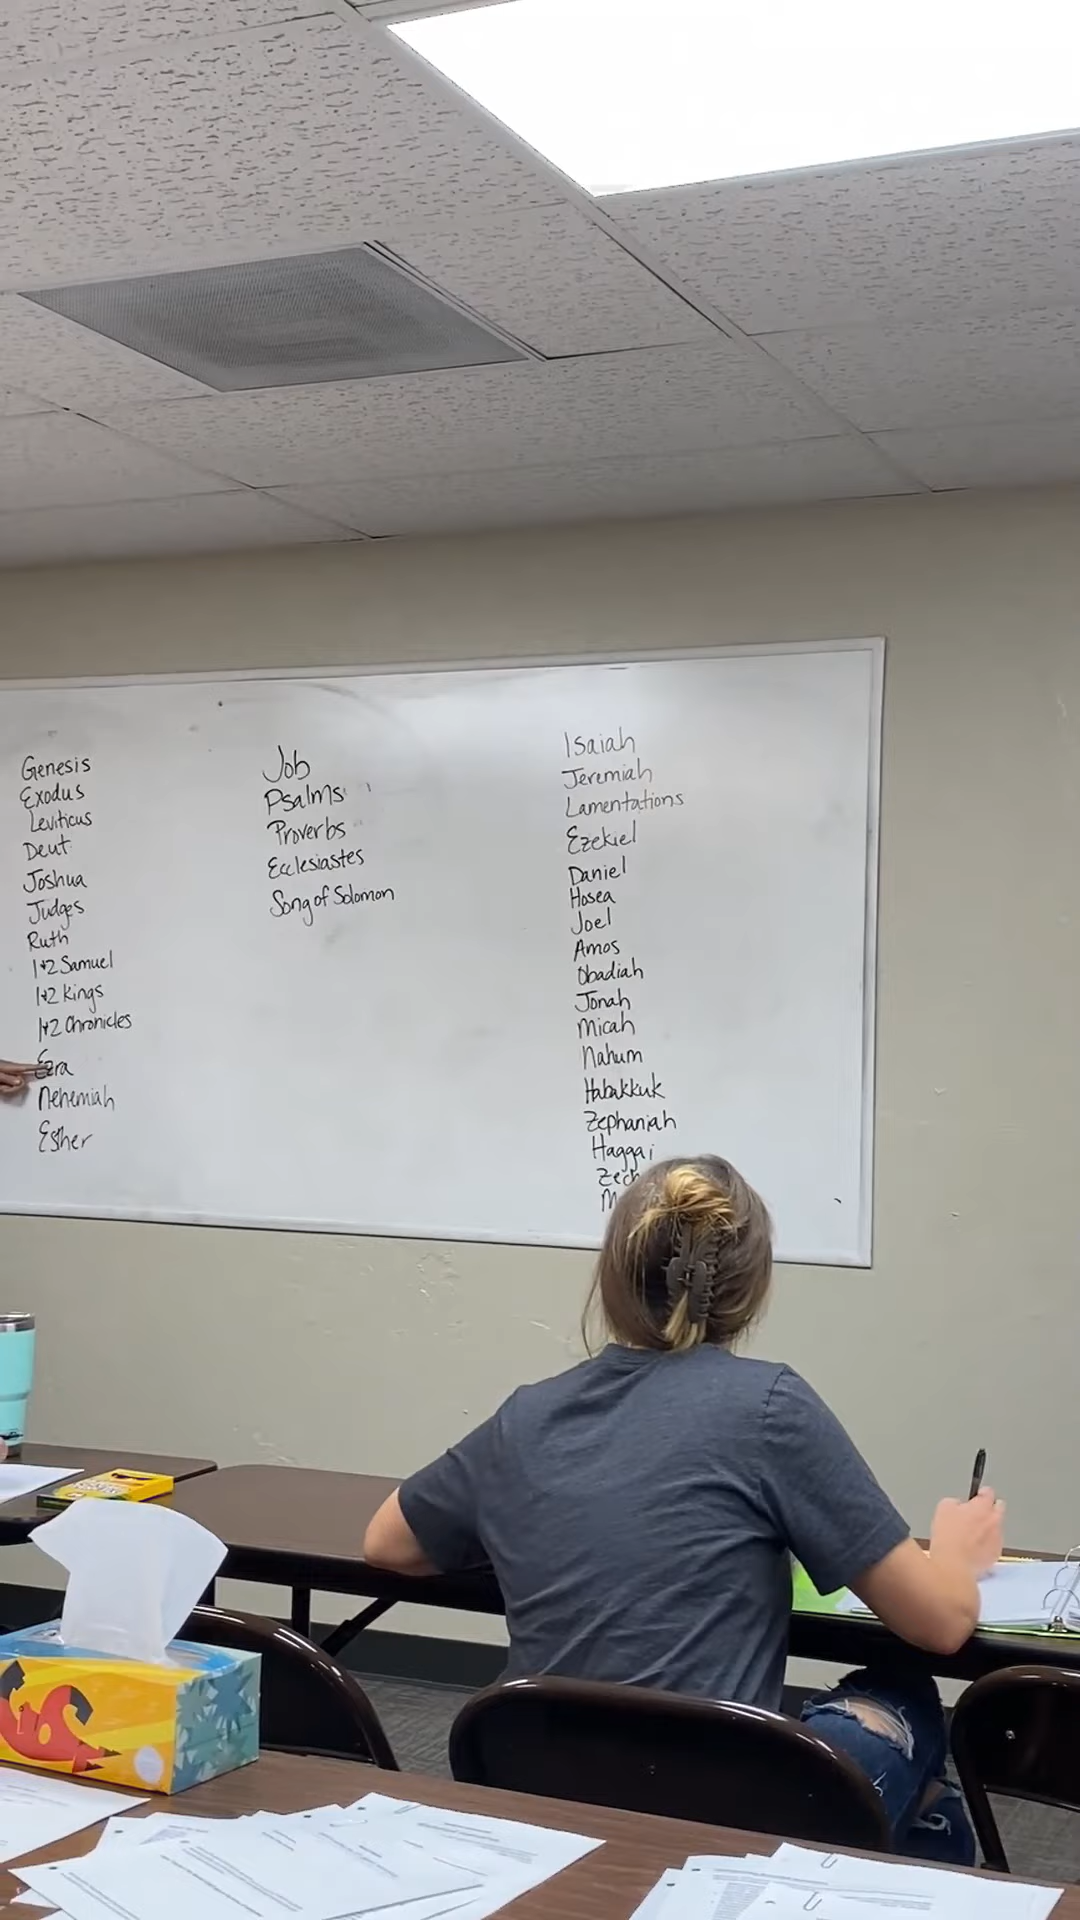 Genesis
Exodus
Leviticus
Deut
Joshua
Judges
Ruth
1+2 Samuel
1+2 Kings
1+2 Chronicles
Ezra
Nehemiah
Esther
Job
Psalms
Proverbs
Ecclesiastes
Song of Solomon
Isaiah
Jeremiah
Lamentations
Ezekiel
Daniel
Hosea
Joel
Amos
Obadiah
Jonah
Micah
Nahum
Habakkuk
Zephaniah
Haggai
Zech
M